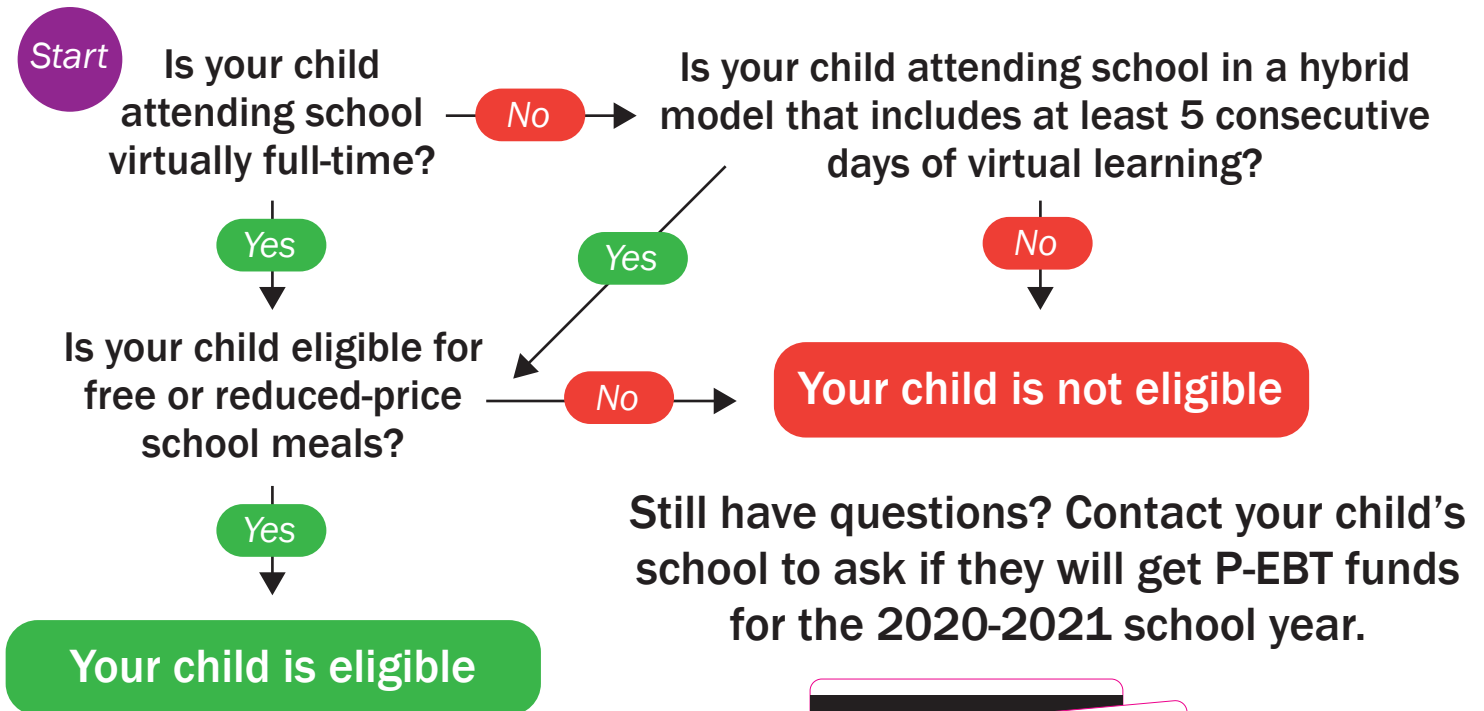 Start
Is your child
attending school
virtually full-time?
No
Is your child attending school in a hybrid
model that includes at least 5 consecutive
days of virtual learning?
Yes
Yes
No
Is your child eligible for
free or reduced-price
school meals?
No
Your child is not eligible
Yes
Your child is eligible
Still have questions? Contact your child’s
school to ask if they will get P-EBT funds
for the 2020-2021 school year.